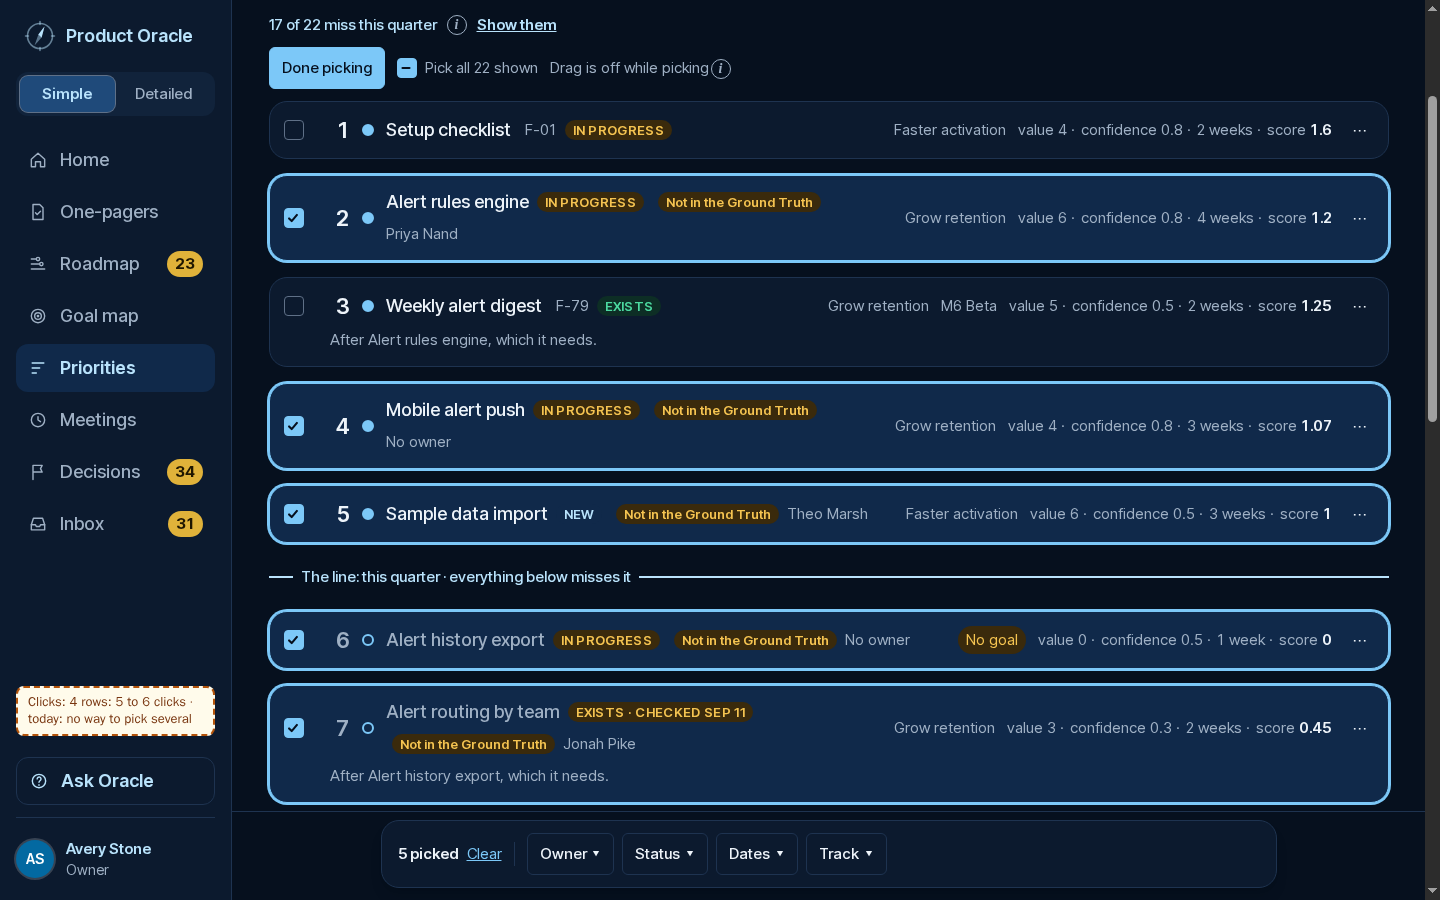 Product Oracle
Simple
Detailed
Home
One-pagers
Roadmap 23
Goal map
Priorities
Meetings
Decisions 34
Inbox 31
Clicks: 4 rows: 5 to 6 clicks ·
today: no way to pick several
Ask Oracle
AS
Avery Stone
Owner
17 of 22 miss this quarter i Show them
Done picking Pick all 22 shown Drag is off while picking i
1 Setup checklist F-01 IN PROGRESS Faster activation value 4 · confidence 0.8 · 2 weeks · score 1.6 ...
2 Alert rules engine IN PROGRESS Not in the Ground Truth
Priya Nand
Grow retention value 6 · confidence 0.8 · 4 weeks · score 1.2 ...
3 Weekly alert digest F-79 EXISTS Grow retention M6 Beta value 5 · confidence 0.5 · 2 weeks · score 1.25 ...
After Alert rules engine, which it needs.
4 Mobile alert push IN PROGRESS Not in the Ground Truth
No owner
Grow retention value 4 · confidence 0.8 · 3 weeks · score 1.07 ...
5 Sample data import NEW Not in the Ground Truth Theo Marsh Faster activation value 6 · confidence 0.5 · 3 weeks · score 1 ...
The line: this quarter · everything below misses it
6 Alert history export IN PROGRESS Not in the Ground Truth No owner No goal value 0 · confidence 0.5 · 1 week · score 0 ...
7 Alert routing by team EXISTS · CHECKED SEP 11
Not in the Ground Truth Jonah Pike
Grow retention value 3 · confidence 0.3 · 2 weeks · score 0.45 ...
After Alert history export, which it needs.
5 picked Clear Owner ▼ Status ▼ Dates ▼ Track ▼